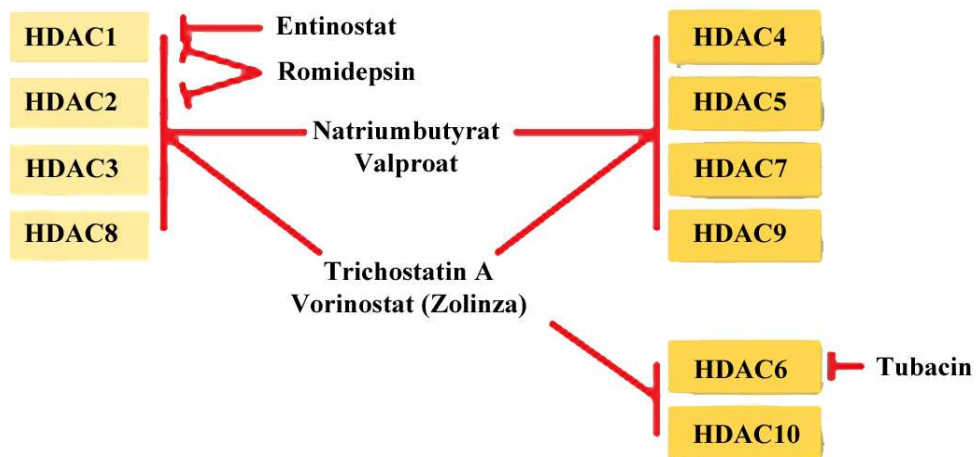 HDAC1
HDAC2
HDAC3
HDAC8
Entinostat
Romidepsin
Natriumbutyrat
Valproat
Trichostatin A
Vorinostat (Zolinza)
HDAC4
HDAC5
HDAC7
HDAC9
HDAC6
HDAC10
Tubacin